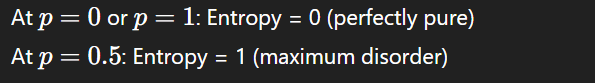 At p = 0 or p = 1: Entropy = 0 (perfectly pure)
At p = 0.5: Entropy = 1 (maximum disorder)